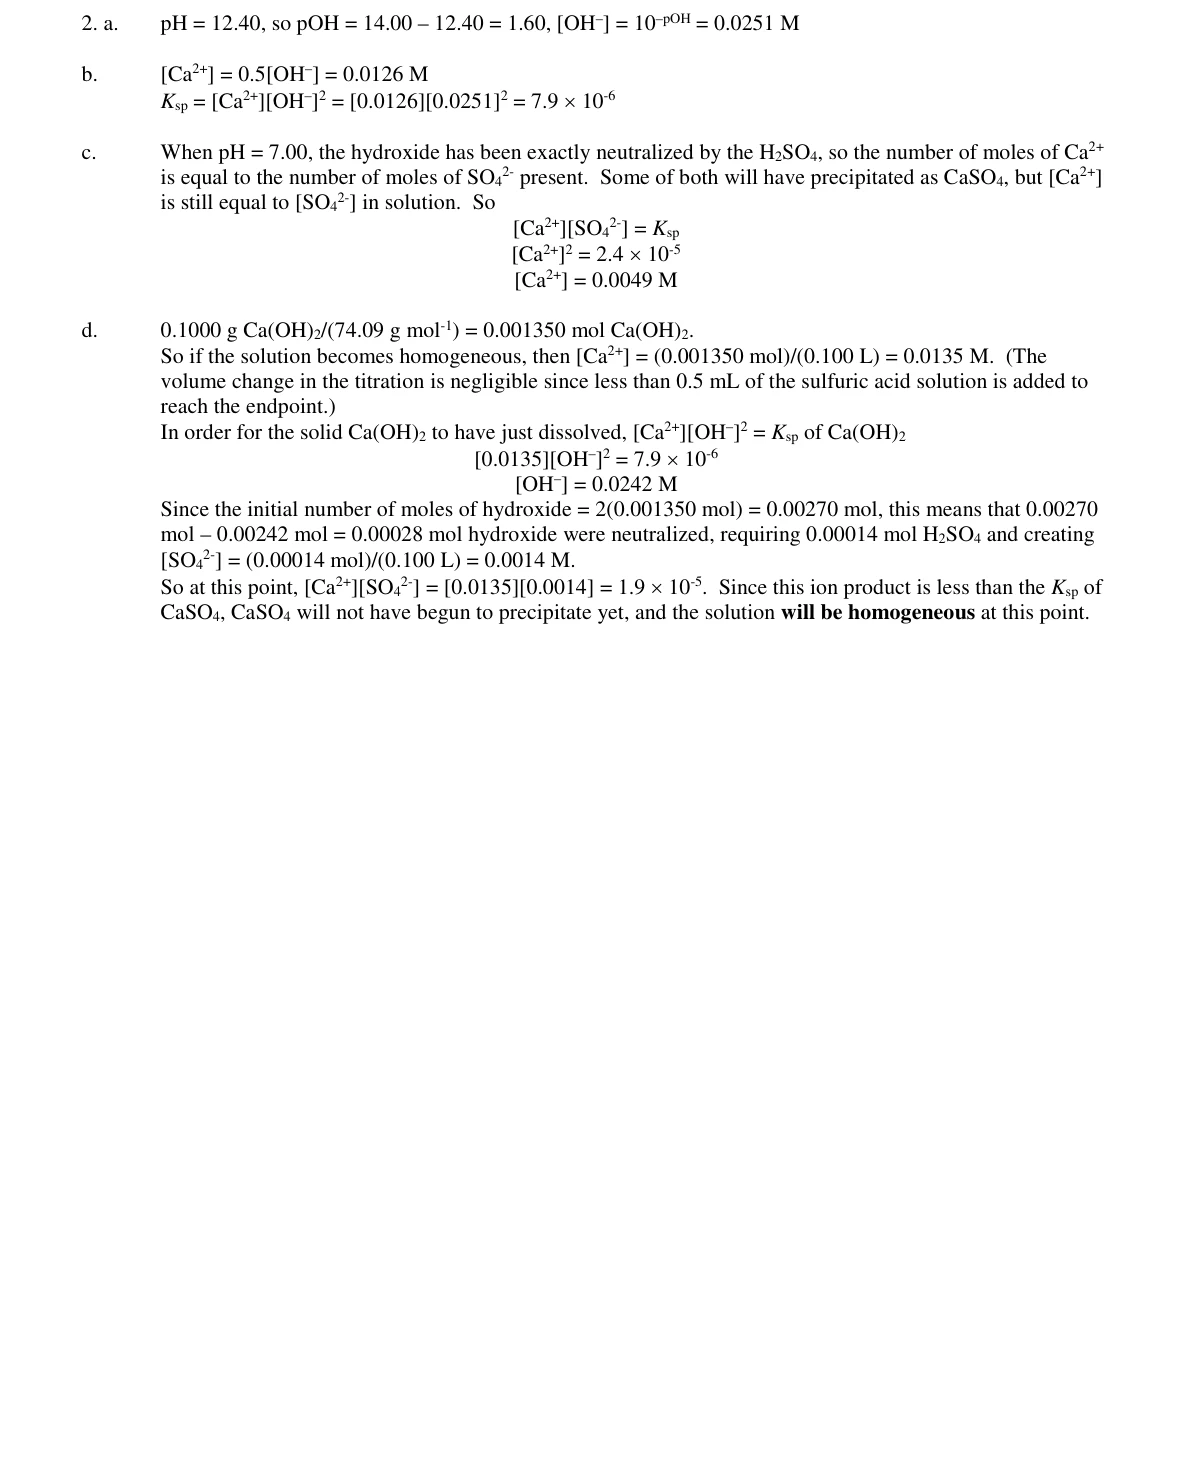 2. a. pH = 12.40, so pOH = 14.00 – 12.40 = 1.60, [OH⁻] = 10⁻ᵖᴼᴴ = 0.0251 M
b. [Ca²⁺] = 0.5[OH⁻] = 0.0126 M
Ksp = [Ca²⁺][OH⁻]² = [0.0126][0.0251]² = 7.9 × 10⁻⁶
c. When pH = 7.00, the hydroxide has been exactly neutralized by the H₂SO₄, so the number of moles of Ca²⁺
is equal to the number of moles of SO₄²⁻ present. Some of both will have precipitated as CaSO₄, but [Ca²⁺]
is still equal to [SO₄²⁻] in solution. So
[Ca²⁺][SO₄²⁻] = Ksp
[Ca²⁺]² = 2.4 × 10⁻⁵
[Ca²⁺] = 0.0049 M
d. 0.1000 g Ca(OH)₂/(74.09 g mol⁻¹) = 0.001350 mol Ca(OH)₂.
So if the solution becomes homogeneous, then [Ca²⁺] = (0.001350 mol)/(0.100 L) = 0.0135 M. (The
volume change in the titration is negligible since less than 0.5 mL of the sulfuric acid solution is added to
reach the endpoint.)
In order for the solid Ca(OH)₂ to have just dissolved, [Ca²⁺][OH⁻]² = Ksp of Ca(OH)₂
[0.0135][OH⁻]² = 7.9 × 10⁻⁶
[OH⁻] = 0.0242 M
Since the initial number of moles of hydroxide = 2(0.001350 mol) = 0.00270 mol, this means that 0.00270
mol – 0.00242 mol = 0.00028 mol hydroxide were neutralized, requiring 0.00014 mol H₂SO₄ and creating
[SO₄²⁻] = (0.00014 mol)/(0.100 L) = 0.0014 M.
So at this point, [Ca²⁺][SO₄²⁻] = [0.0135][0.0014] = 1.9 × 10⁻⁵. Since this ion product is less than the Ksp of
CaSO₄, CaSO₄ will not have begun to precipitate yet, and the solution will be homogeneous at this point.